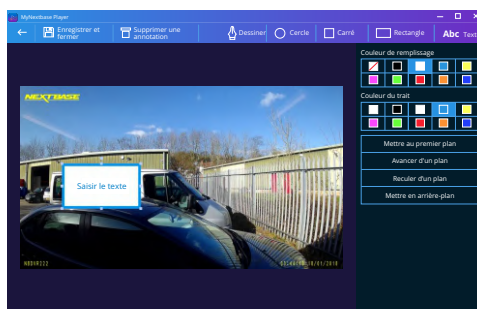 MyNextbase Player
Enregistrer et fermer
Supprimer une annotation
Dessiner
Cercle
Carré
Rectangle
Abc Text
Couleur de remplissage
NEXTBASE
Couleur du trait
Mettre au premier plan
Avancer d'un plan
Saisir le texte
Reculer d'un plan
Mettre en arrière-plan